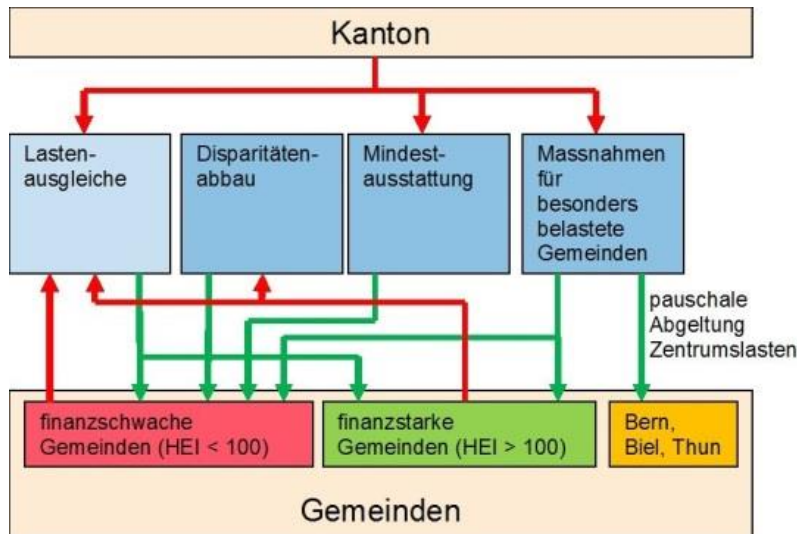 Kanton
Lasten-
ausgleiche
Disparitäten-
abbau
Mindest-
ausstattung
Massnahmen
für
besonders
belastete
Gemeinden
pauschale
Abgeltung
Zentrumslasten
finanzschwache
Gemeinden (HEI < 100)
finanzstarke
Gemeinden (HEI > 100)
Bern,
Biel, Thun
Gemeinden